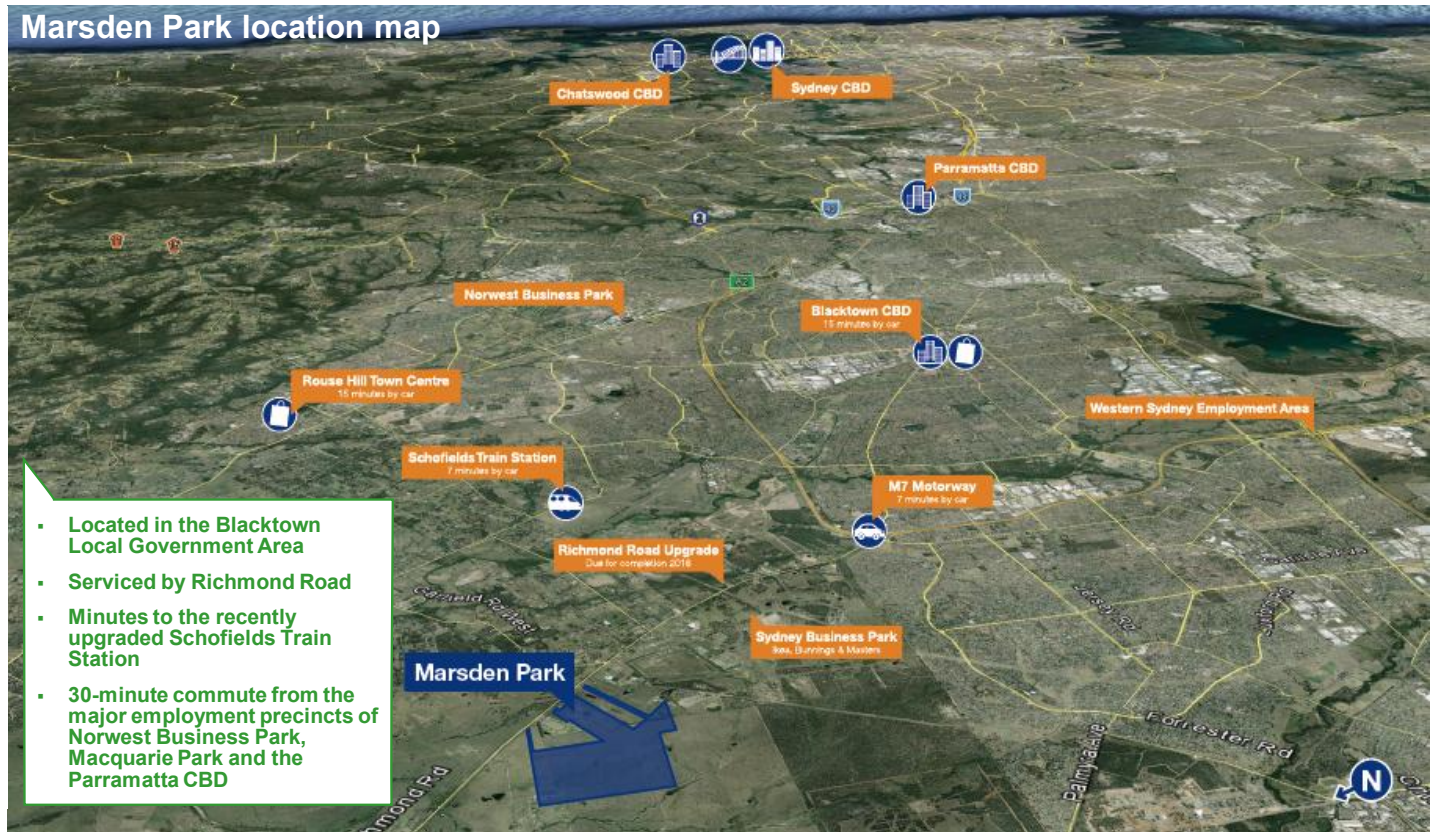 Marsden Park location map
Chatswood CBD
Sydney CBD
Parramatta CBD
2
A2
Norwest Business Park
Blacktown CBD
15 minutes by car
Rouse Hill Town Centre
15 minutes by car
Western Sydney Employment Area
Schofields Train Station
7 minutes by car
M7 Motorway
7 minutes by car
Richmond Road Upgrade
Due for completion 2016
Sydney Business Park
Ikea, Bunnings & Masters
Marsden Park
Forrester Rd
Palmyra Ave
N
▪ Located in the Blacktown
Local Government Area
▪ Serviced by Richmond Road
▪ Minutes to the recently
upgraded Schofields Train
Station
▪ 30-minute commute from the
major employment precincts of
Norwest Business Park,
Macquarie Park and the
Parramatta CBD